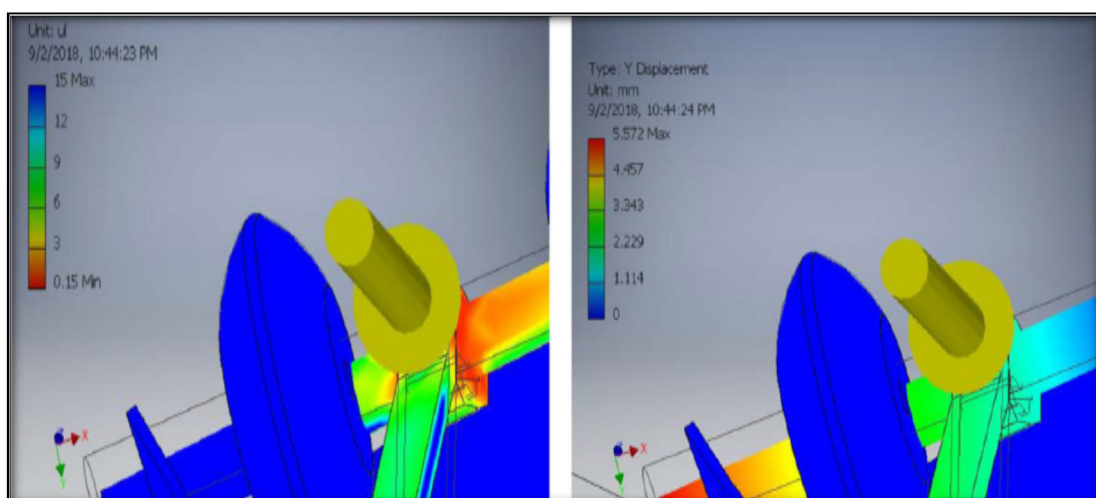 Unit: ul
9/2/2018, 10:44:23 PM
15 Max
12
9
6
3
0.15 Min
X
Y
Type: Y Displacement
Unit: mm
9/2/2018, 10:44:24 PM
5.572 Max
4.457
3.343
2.229
1.114
0
X
Y